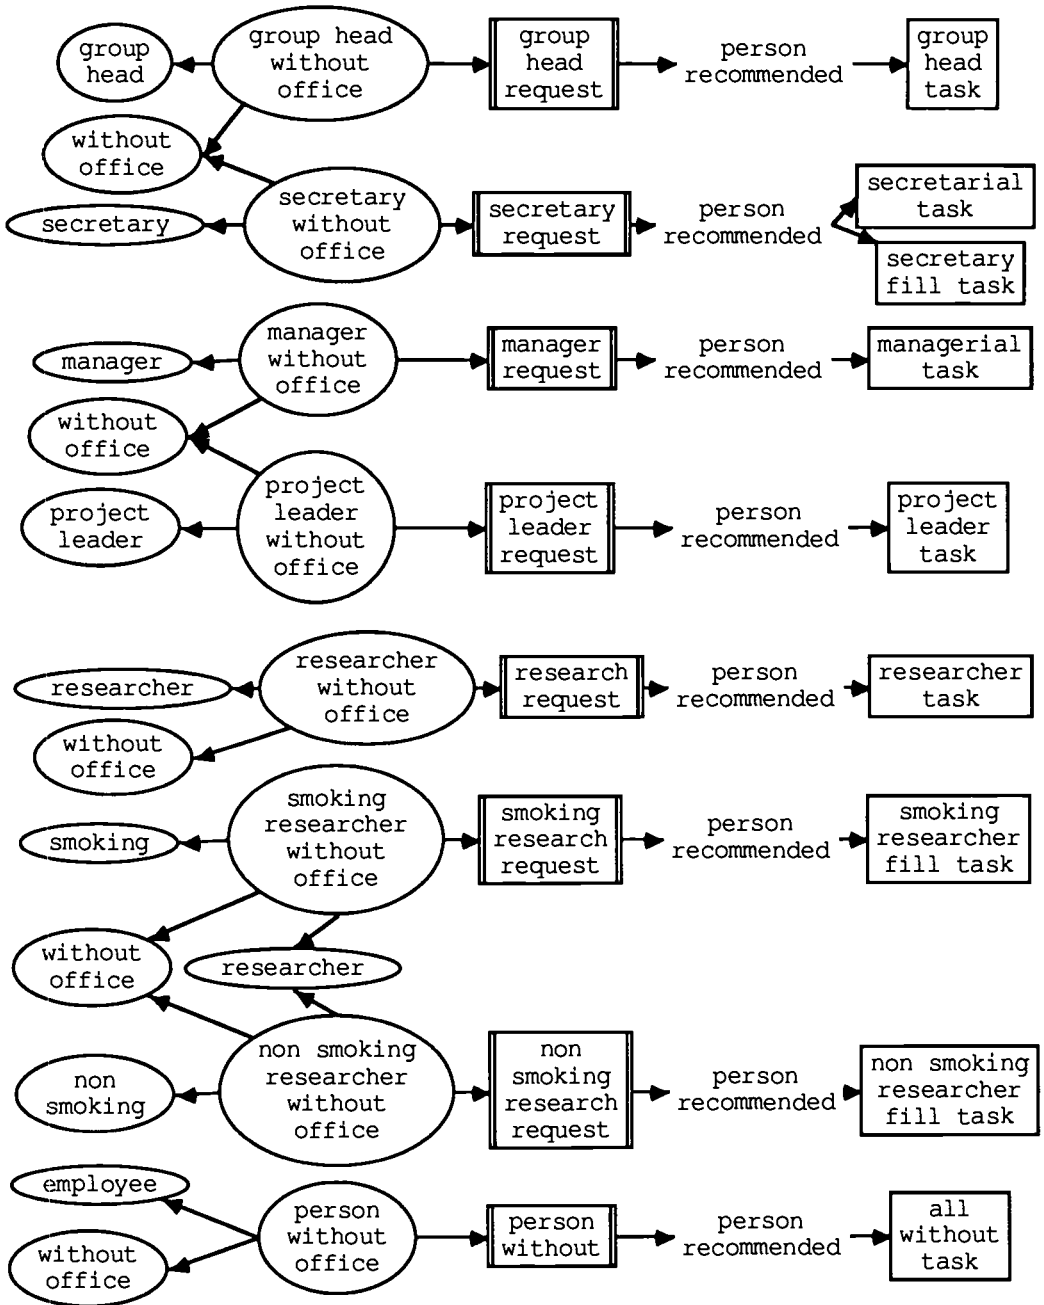 group
head
group head
without
office
group
head
request
person
recommended
group
head
task
without
office
secretary
secretary
without
office
secretary
request
person
recommended
secretarial
task
secretary
fill task
manager
manager
without
office
manager
request
person
recommended
managerial
task
without
office
project
leader
project
leader
without
office
project
leader
request
person
recommended
project
leader
task
researcher
researcher
without
office
research
request
person
recommended
researcher
task
without
office
smoking
smoking
researcher
without
office
smoking
research
request
person
recommended
smoking
researcher
fill task
without
office
researcher
non
smoking
non smoking
researcher
without
office
non
smoking
research
request
person
recommended
non smoking
researcher
fill task
employee
without
office
person
without
office
person
without
person
recommended
all
without
task